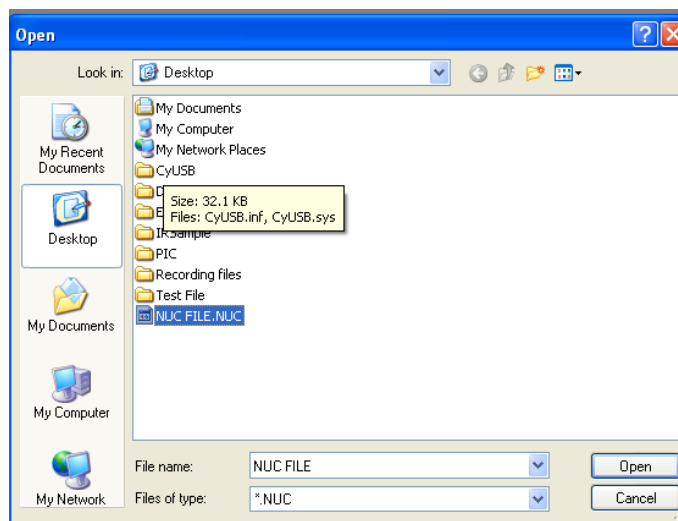 Open
Look in:
Desktop
My Recent
Documents
Desktop
My Documents
My Computer
My Network
My Documents
My Computer
My Network Places
CyUSB
D
E
Size: 32.1 KB
Files: CyUSB.inf, CyUSB.sys
IRSample
PIC
Recording files
Test File
NUC FILE.NUC
File name:
NUC FILE
Open
Files of type:
*.NUC
Cancel